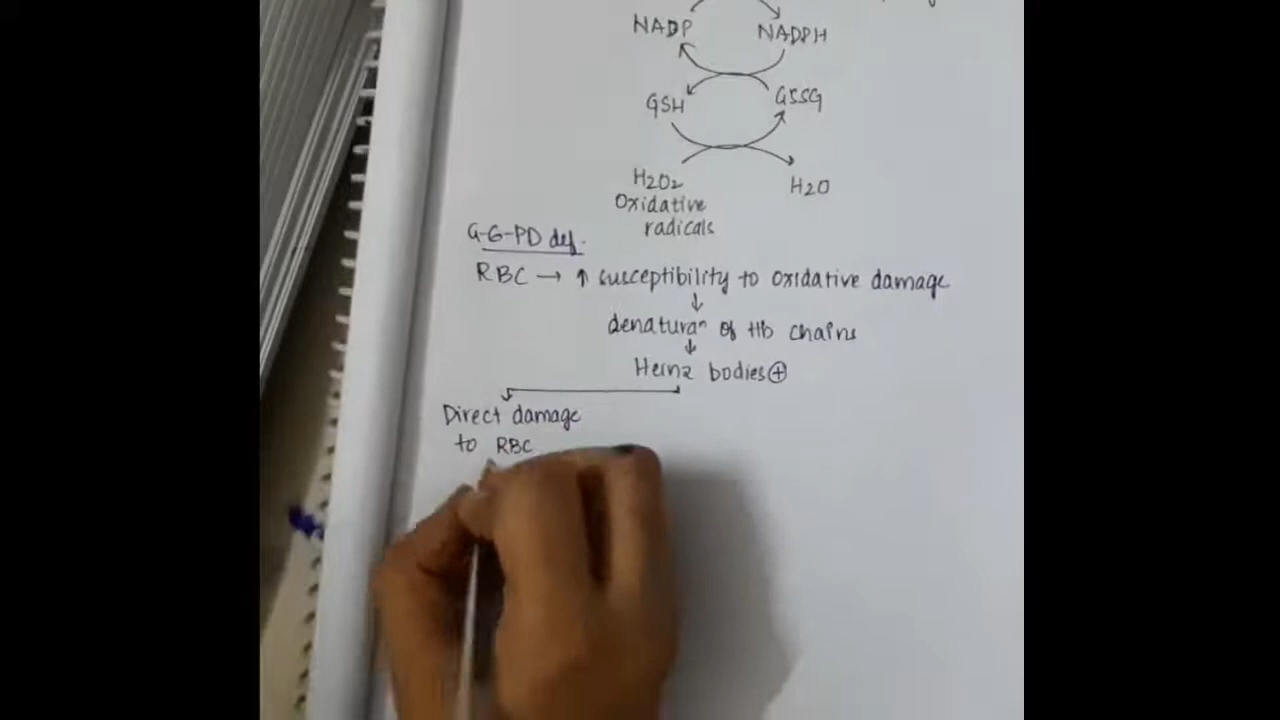 NADP NADPH
GSH GSSG
H2O2 H2O
Oxidative
radicals
G-6-PD def.
RBC → ↑ susceptibility to oxidative damage
↓
denaturaⁿ of Hb chains
↓
Heinz bodies⊕
Direct damage
to RBC